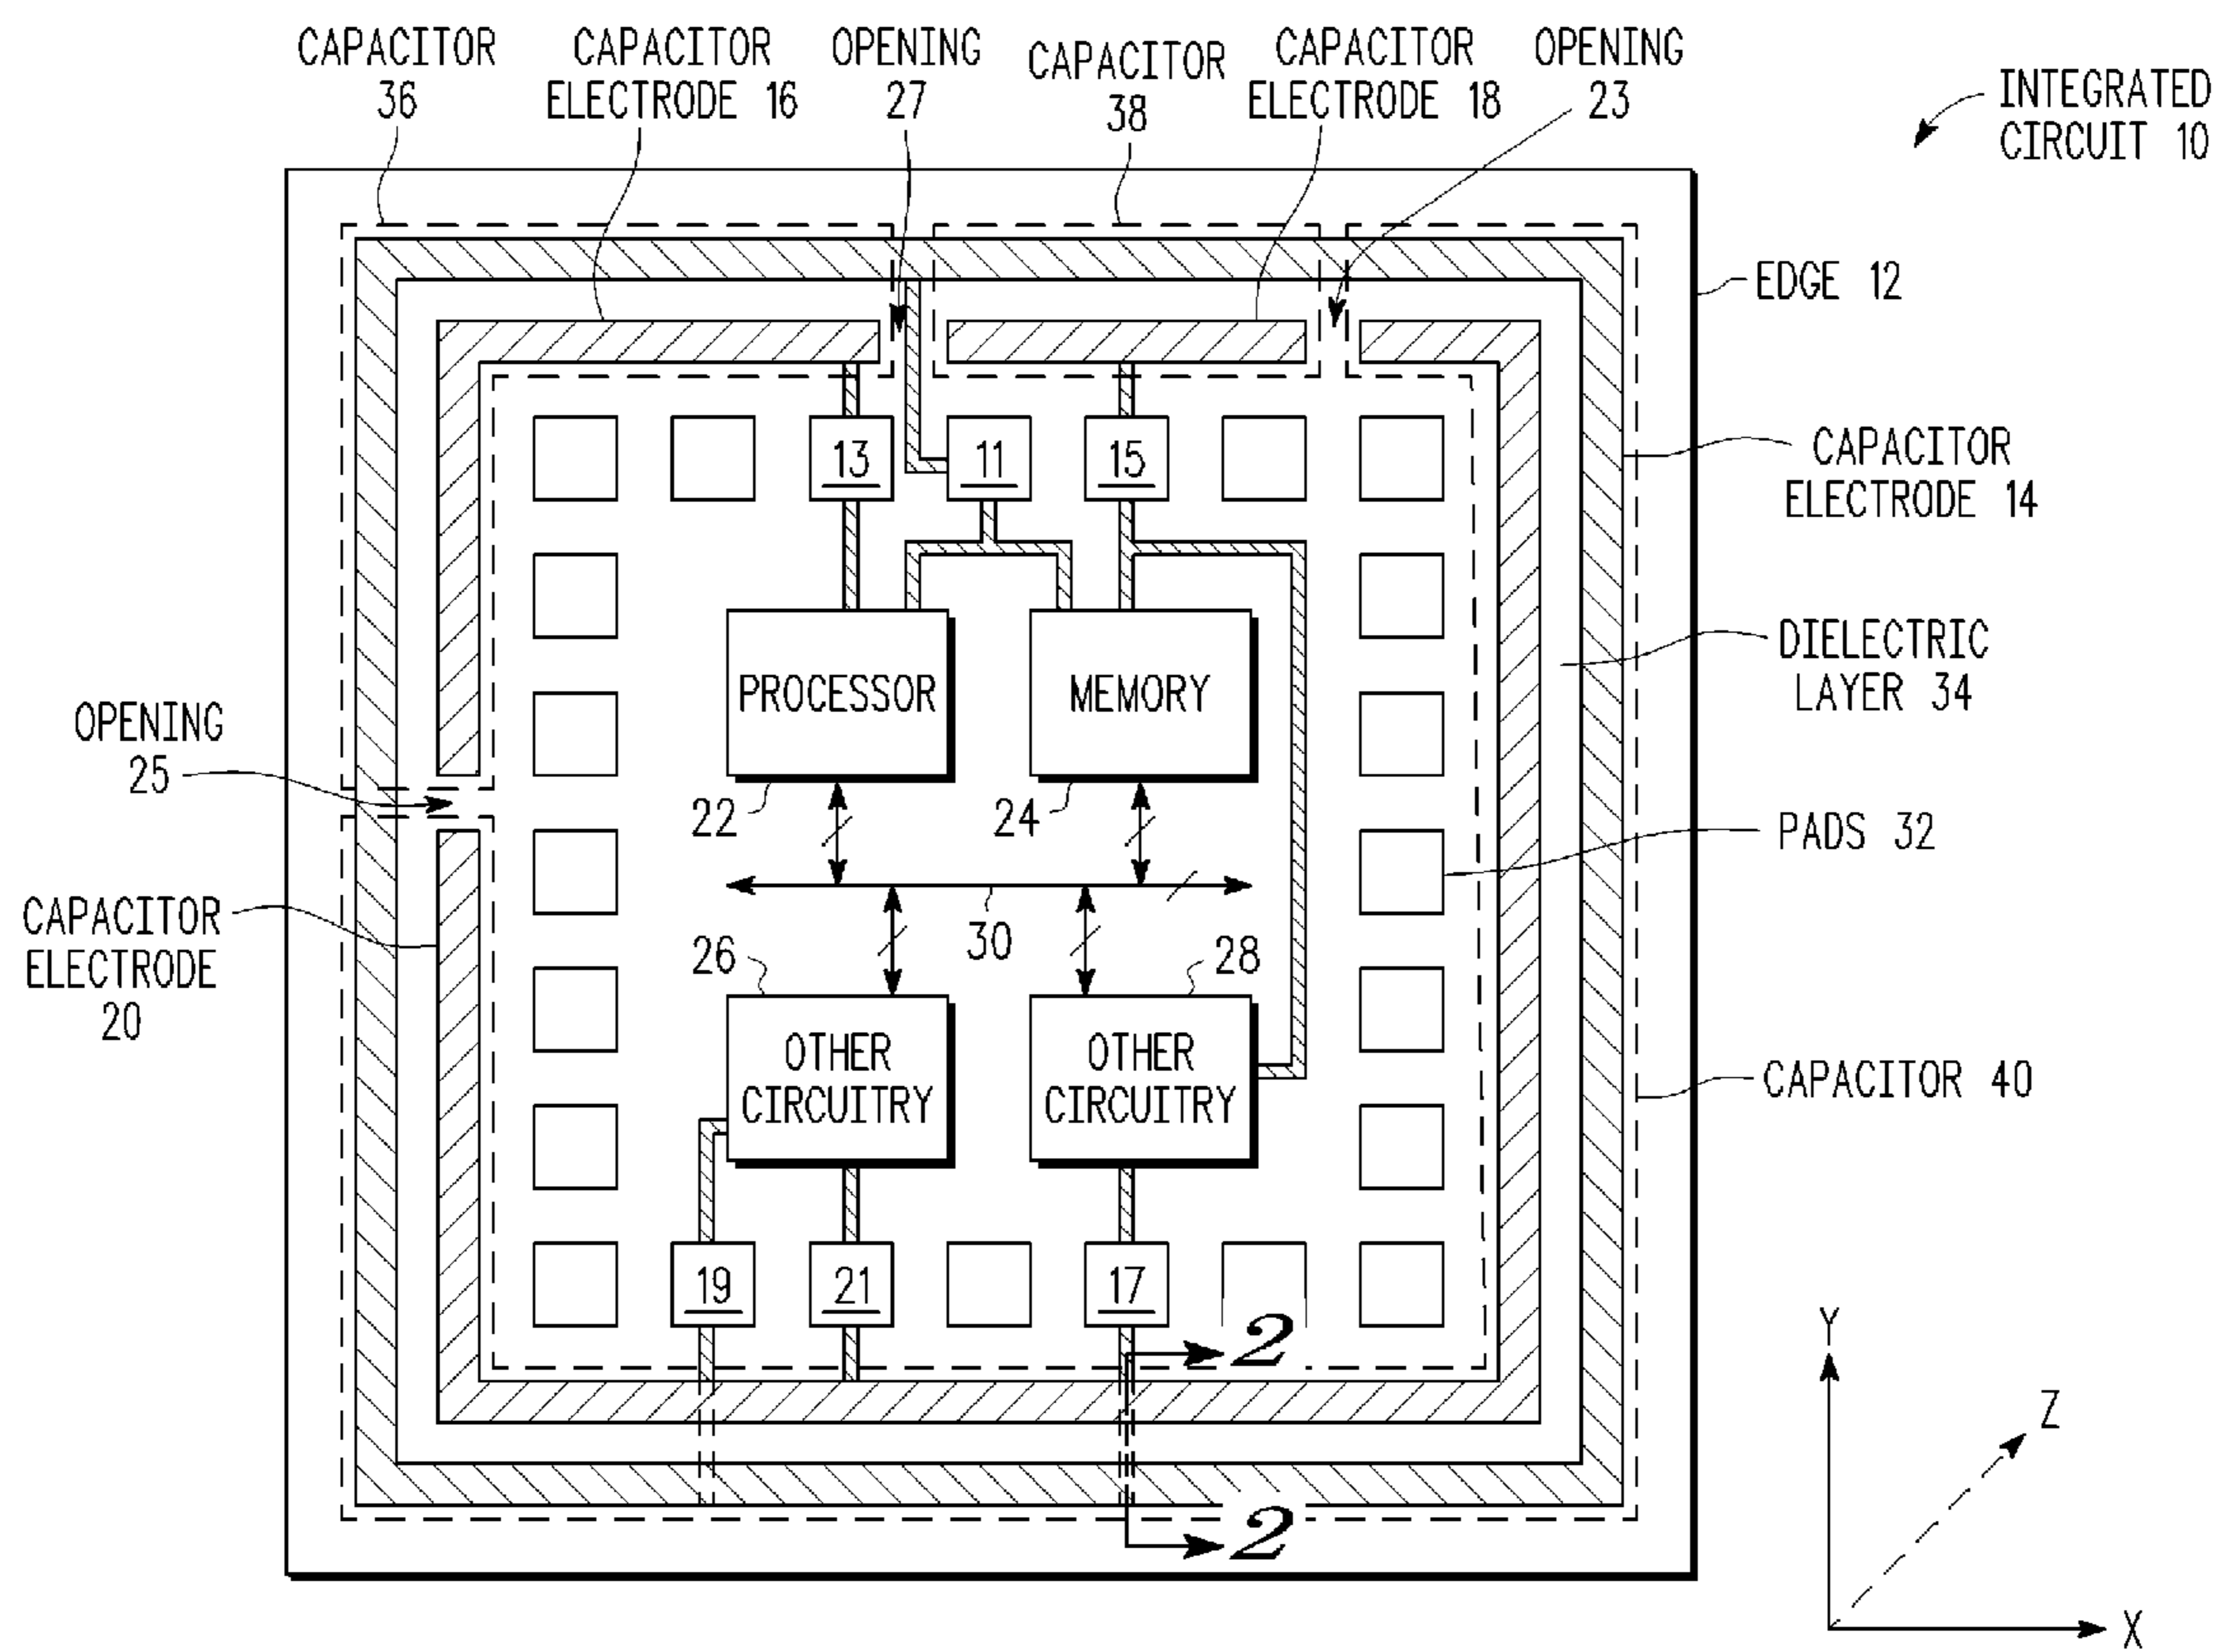 CAPACITOR
36
CAPACITOR
ELECTRODE 16
OPENING
27
CAPACITOR
38
CAPACITOR
ELECTRODE 18
OPENING
23
INTEGRATED
CIRCUIT 10
EDGE 12
CAPACITOR
ELECTRODE 14
13
11
15
DIELECTRIC
LAYER 34
PROCESSOR
MEMORY
OPENING
25
22
24
PADS 32
CAPACITOR
ELECTRODE
20
30
26
28
OTHER
CIRCUITRY
OTHER
CIRCUITRY
CAPACITOR 40
19
21
17
2
2
Y
Z
X